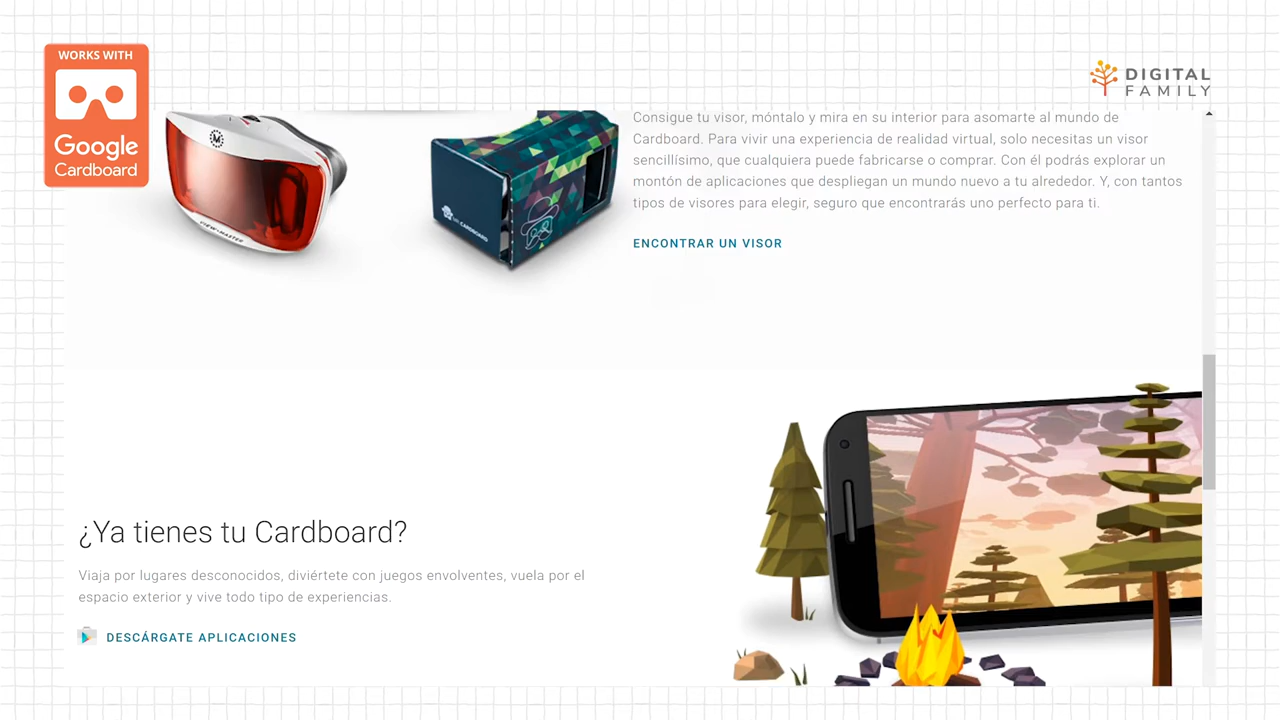 WORKS WITH
Google
Cardboard
DIGITAL
FAMILY
VIEW-MASTER
CARDBOARD
Consigue tu visor, móntalo y mira en su interior para asomarte al mundo de
Cardboard. Para vivir una experiencia de realidad virtual, solo necesitas un visor
sencillísimo, que cualquiera puede fabricarse o comprar. Con él podrás explorar un
montón de aplicaciones que despliegan un mundo nuevo a tu alrededor. Y, con tantos
tipos de visores para elegir, seguro que encontrarás uno perfecto para ti.
ENCONTRAR UN VISOR
¿Ya tienes tu Cardboard?
Viaja por lugares desconocidos, diviértete con juegos envolventes, vuela por el
espacio exterior y vive todo tipo de experiencias.
DESCÁRGATE APLICACIONES